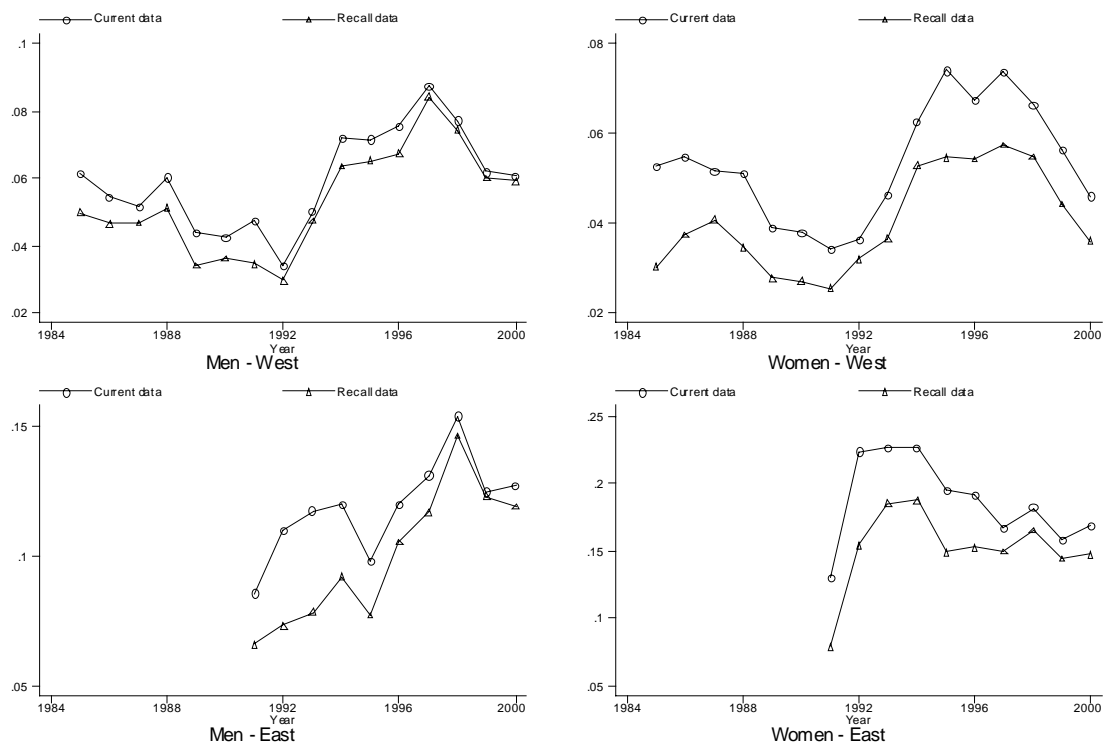 Current data Recall data
.1
.08
.06
.04
.02
1984 1988 1992 1996 2000
Year
Men - West
Current data Recall data
.08
.06
.04
.02
1984 1988 1992 1996 2000
Year
Women - West
Current data Recall data
.15
.1
.05
1984 1988 1992 1996 2000
Year
Men - East
Current data Recall data
.25
.2
.15
.1
.05
1984 1988 1992 1996 2000
Year
Women - East